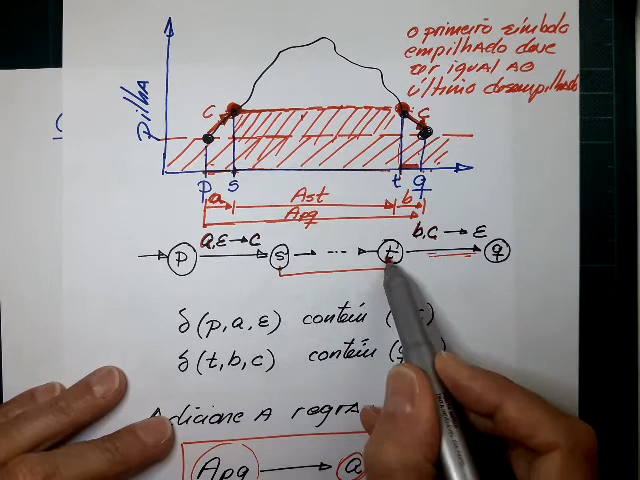 o primeiro símbolo
empilhado deve
ser igual ao
último desempilhado
Pilha
c
c
p s t q
a Ast b
Apq
a, ε → c
b, c → ε
p s ... t q
δ(p, a, ε) contém (
δ(t, b, c) contém (q
Adicione A regra
Apq → a